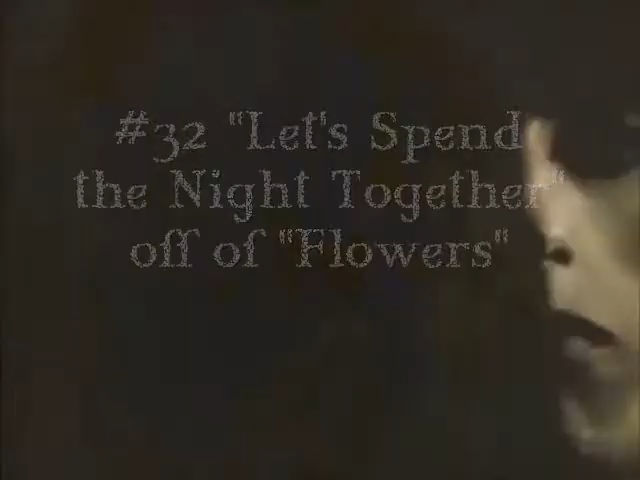 #32 "Let's Spend
the Night Together"
off of "Flowers"